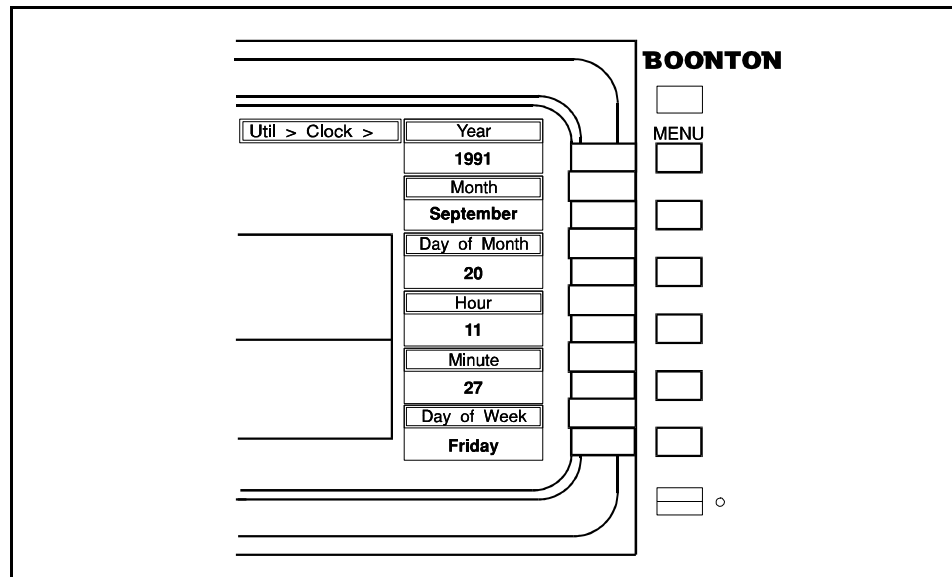 BOONTON
Util > Clock >
Year
MENU
1991
Month
September
Day of Month
20
Hour
11
Minute
27
Day of Week
Friday